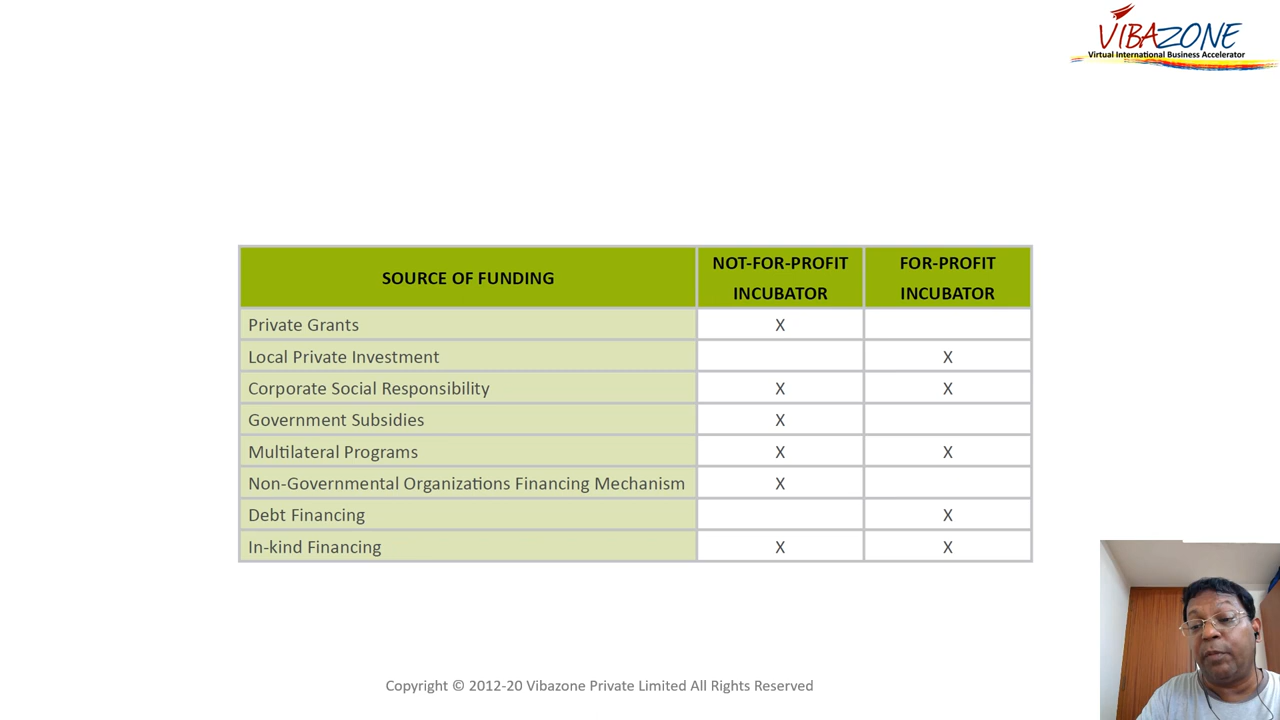 VIBAZONE
Virtual International Business Accelerator
SOURCE OF FUNDING NOT-FOR-PROFIT INCUBATOR FOR-PROFIT INCUBATOR
Private Grants X
Local Private Investment X
Corporate Social Responsibility X X
Government Subsidies X
Multilateral Programs X X
Non-Governmental Organizations Financing Mechanism X
Debt Financing X
In-kind Financing X X
Copyright © 2012-20 Vibazone Private Limited All Rights Reserved